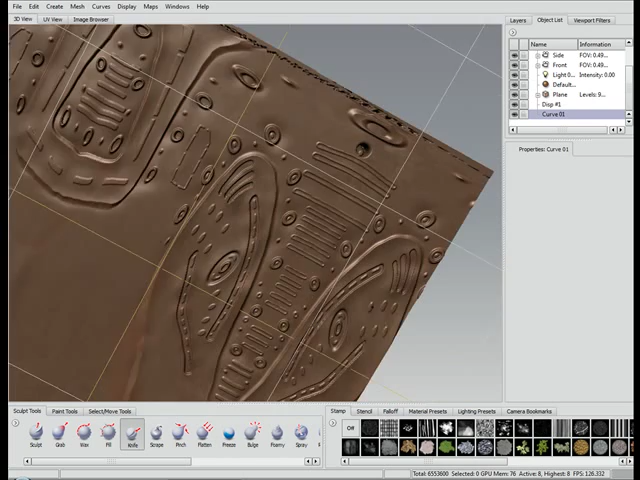 File Edit Create Mesh Curves Display Maps Windows Help
3D View UV View Image Browser
Layers Object List Viewport Filters
Name Information
Side FOV: 0.49...
Front FOV: 0.49...
Light 0... Intensity: 0.00
Default...
Plane Levels: 9...
Disp #1
Curve 01
Properties: Curve 01
Sculpt Tools Paint Tools Select/Move Tools
Sculpt Grab Wax Fill Knife Scrape Pinch Flatten Freeze Bulge Foamy Spray
Stamp Stencil Falloff Material Presets Lighting Presets Camera Bookmarks
Off
Total: 6553600 Selected: 0 GPU Mem: 76 Active: 8, Highest: 8 FPS: 126.332